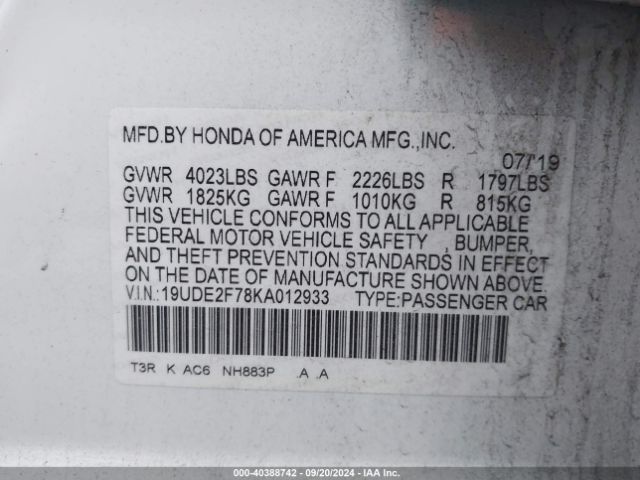 MFD.BY HONDA OF AMERICA MFG.,INC.
07/19
GVWR 4023LBS GAWR F 2226LBS R 1797LBS
GVWR 1825KG GAWR F 1010KG R 815KG
THIS VEHICLE CONFORMS TO ALL APPLICABLE
FEDERAL MOTOR VEHICLE SAFETY , BUMPER,
AND THEFT PREVENTION STANDARDS IN EFFECT
ON THE DATE OF MANUFACTURE SHOWN ABOVE.
V.I.N.:19UDE2F78KA012933 TYPE:PASSENGER CAR
T3R K AC6 NH883P .A .A
000-40388742 / 09/20/2024 - IAA Inc.